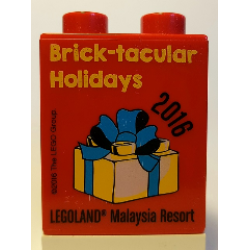 Brick-tacular
Holidays
2016
©2016 The LEGO Group
LEGOLAND® Malaysia Resort